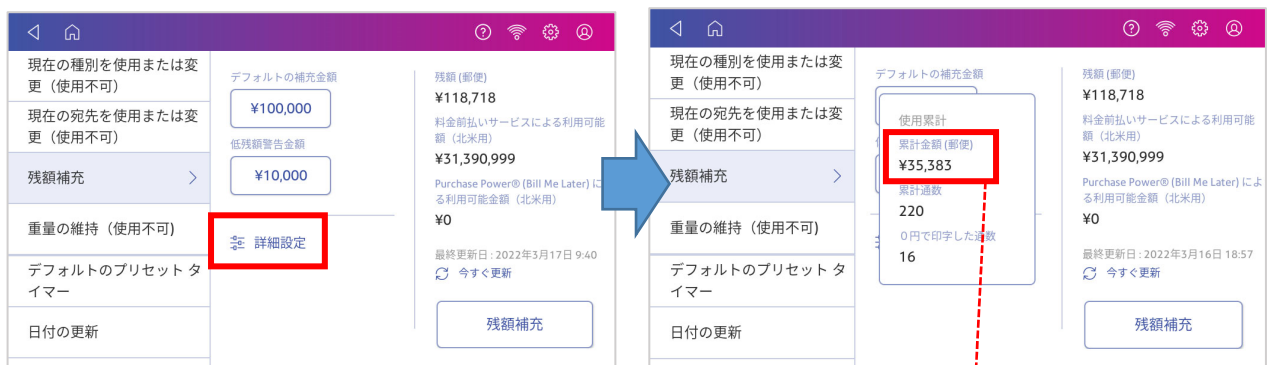 現在の種別を使用または変
更（使用不可）
現在の宛先を使用または変
更（使用不可）
残額補充
重量の維持（使用不可)
デフォルトのプリセット タ
イマー
日付の更新
デフォルトの補充金額
¥100,000
低残額警告金額
¥10,000
詳細設定
残額 (郵便)
¥118,718
料金前払いサービスによる利用可能
額（北米用）
¥31,390,999
Purchase Power® (Bill Me Later) に
る利用可能金額（北米用）
¥0
最終更新日 : 2022年3月17日 9:40
今すぐ更新
残額補充
現在の種別を使用または変
更（使用不可）
現在の宛先を使用または変
更（使用不可）
残額補充
重量の維持（使用不可)
デフォルトのプリセット タ
イマー
日付の更新
デフォルトの補充金額
使用累計
累計金額 (郵便)
¥35,383
累計通数
220
０円で印字した通数
16
残額 (郵便)
¥118,718
料金前払いサービスによる利用可能
額（北米用）
¥31,390,999
Purchase Power® (Bill Me Later) によ
る利用可能金額（北米用）
¥0
最終更新日 : 2022年3月16日 18:57
今すぐ更新
残額補充